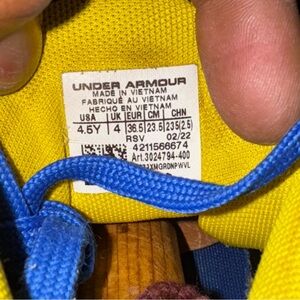 UNDER ARMOUR
MADE IN VIETNAM
FABRIQUÉ AU VIETNAM
HECHO EN VIETNAM
USA UK EUR CM CHN
4.5Y 4 36.5 23.5 235(2.5)
RSV 02/22
4211566674
Art.3024794-400